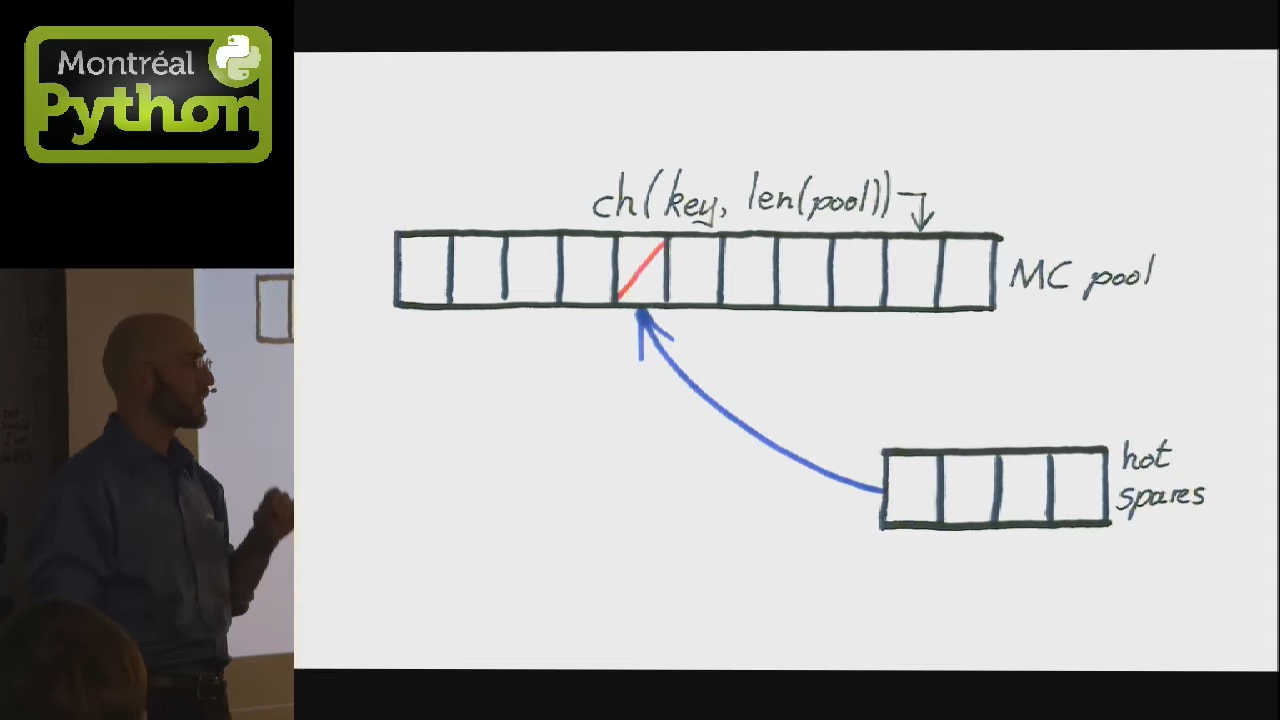 Montréal
Python
ch(key, len(pool))
MC pool
hot
spares